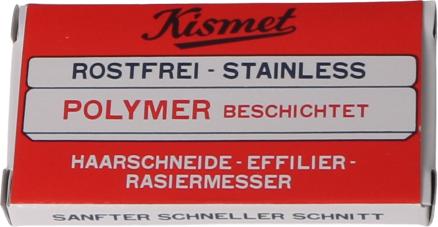 Kismet
ROSTFREI - STAINLESS
POLYMER BESCHICHTET
HAARSCHNEIDE - EFFILIER -
RASIERMESSER
SANFTER SCHNELLER SCHNITT